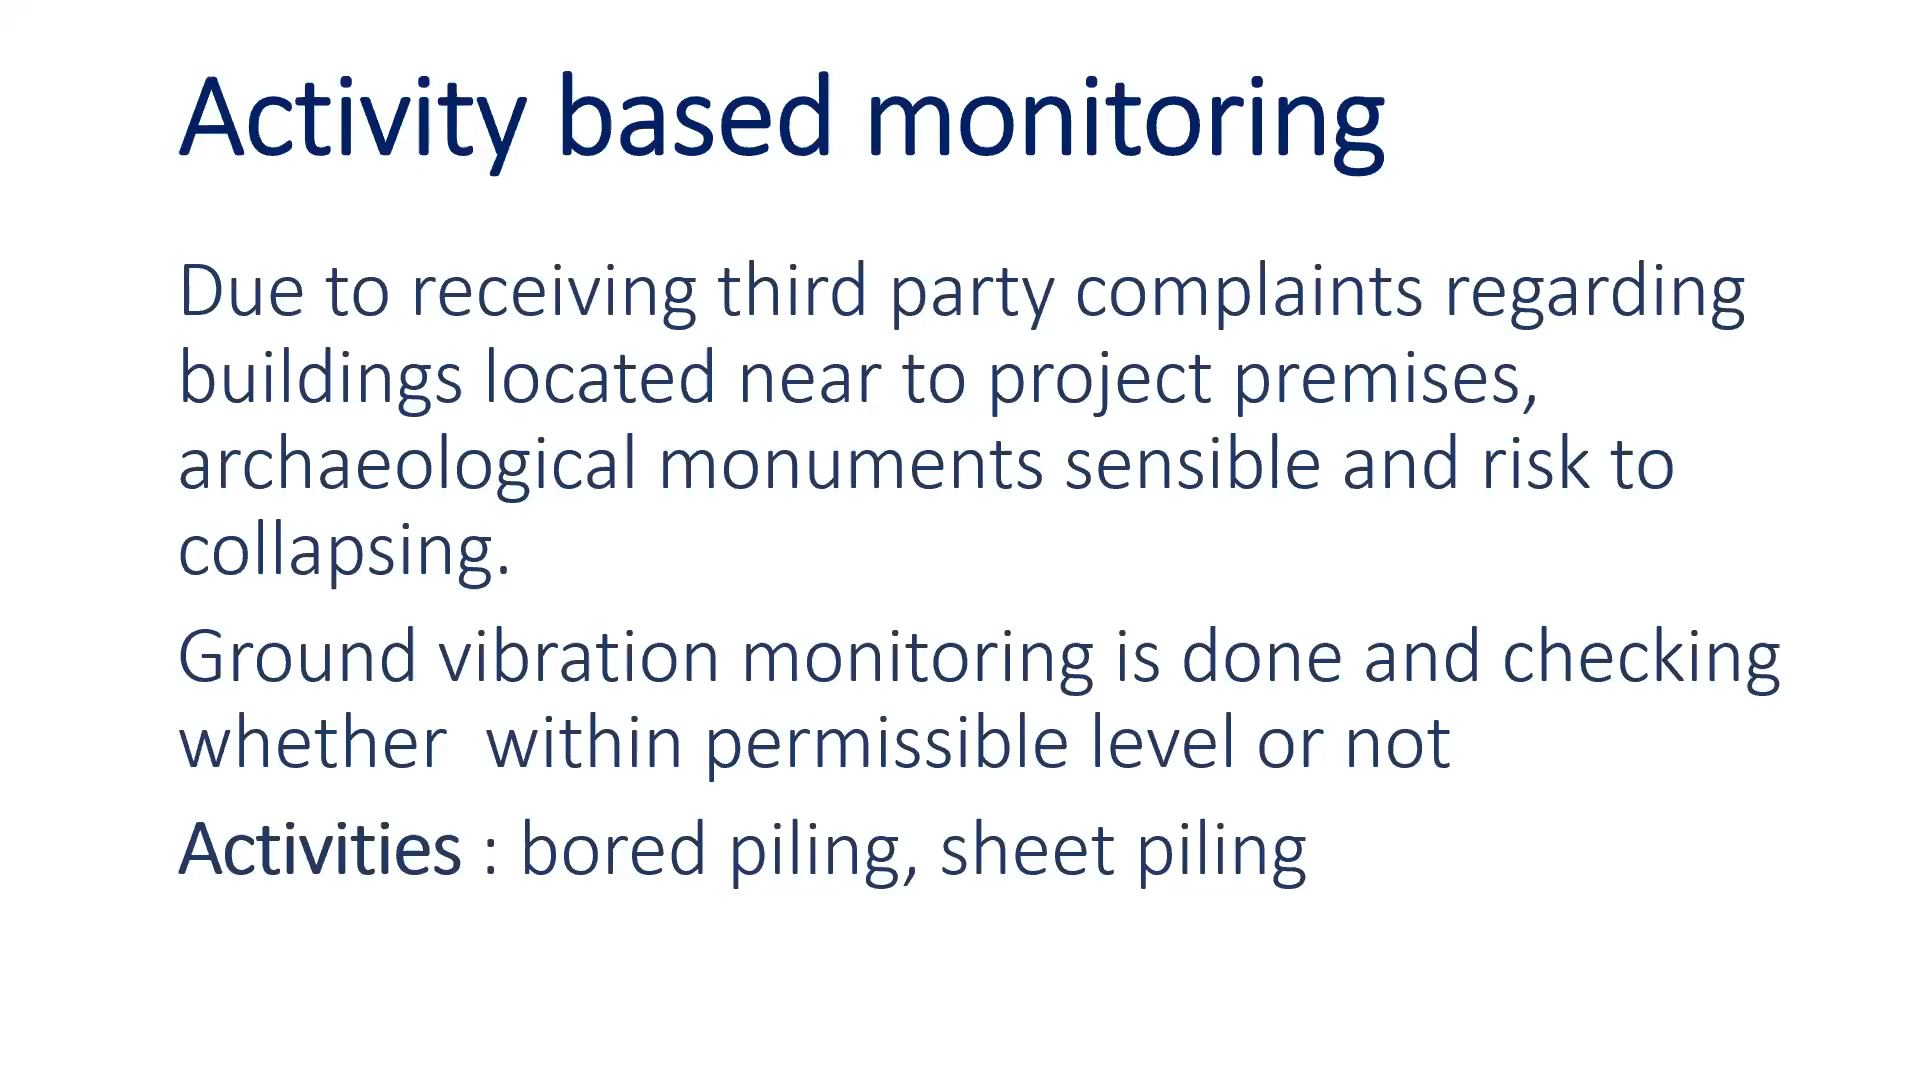 Activity based monitoring
Due to receiving third party complaints regarding
buildings located near to project premises,
archaeological monuments sensible and risk to
collapsing.
Ground vibration monitoring is done and checking
whether  within permissible level or not
Activities : bored piling, sheet piling